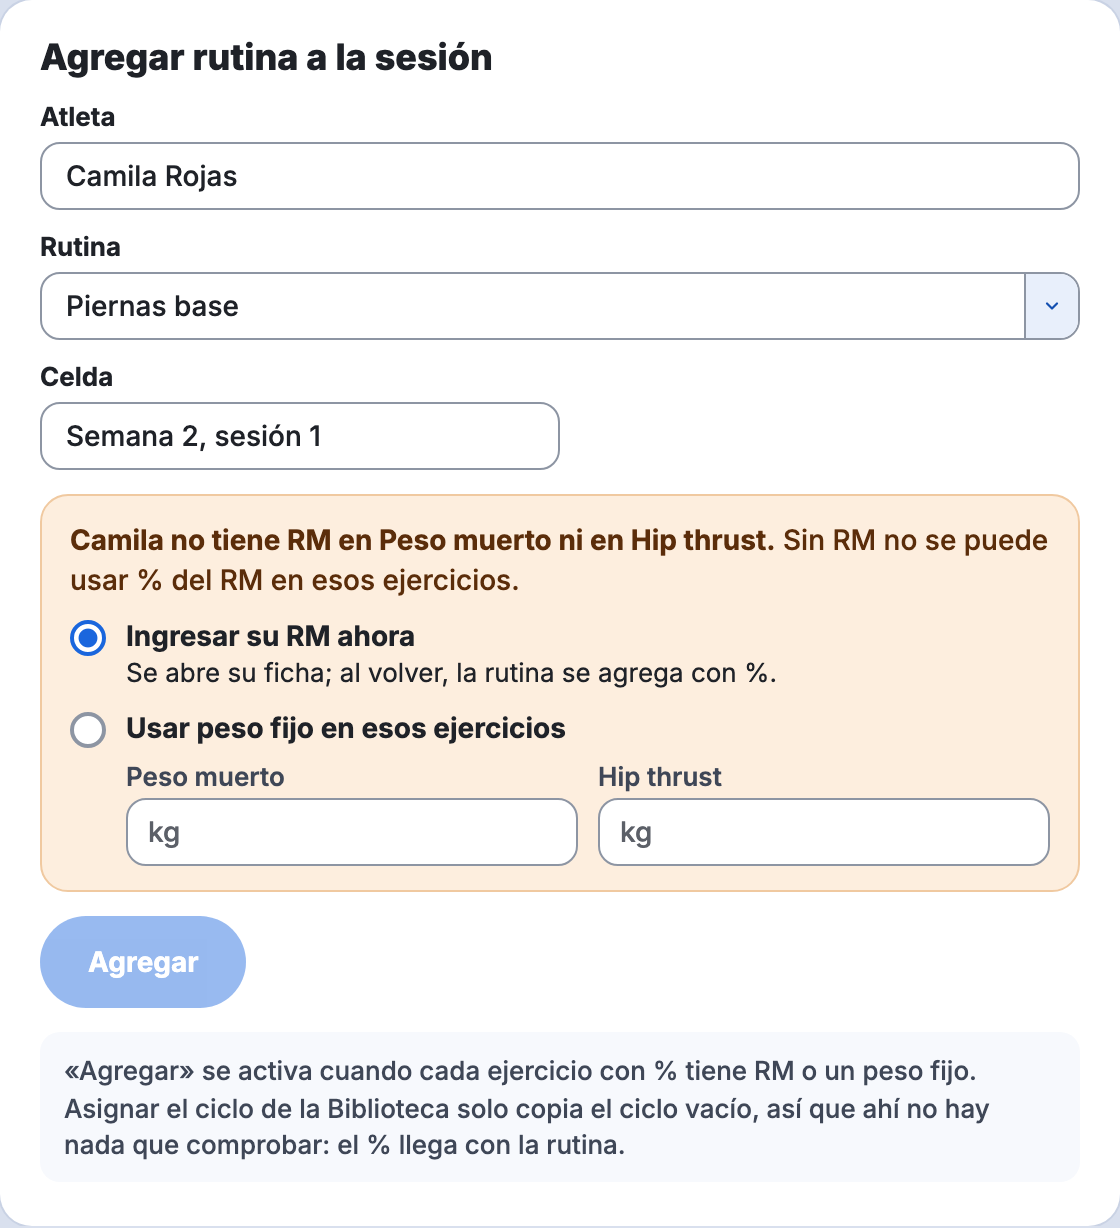 Agregar rutina a la sesión
Atleta
Camila Rojas
Rutina
Piernas base
Celda
Semana 2, sesión 1
Camila no tiene RM en Peso muerto ni en Hip thrust. Sin RM no se puede
usar % del RM en esos ejercicios.
Ingresar su RM ahora
Se abre su ficha; al volver, la rutina se agrega con %.
Usar peso fijo en esos ejercicios
Peso muerto
Hip thrust
kg
kg
Agregar
«Agregar» se activa cuando cada ejercicio con % tiene RM o un peso fijo.
Asignar el ciclo de la Biblioteca solo copia el ciclo vacío, así que ahí no hay
nada que comprobar: el % llega con la rutina.